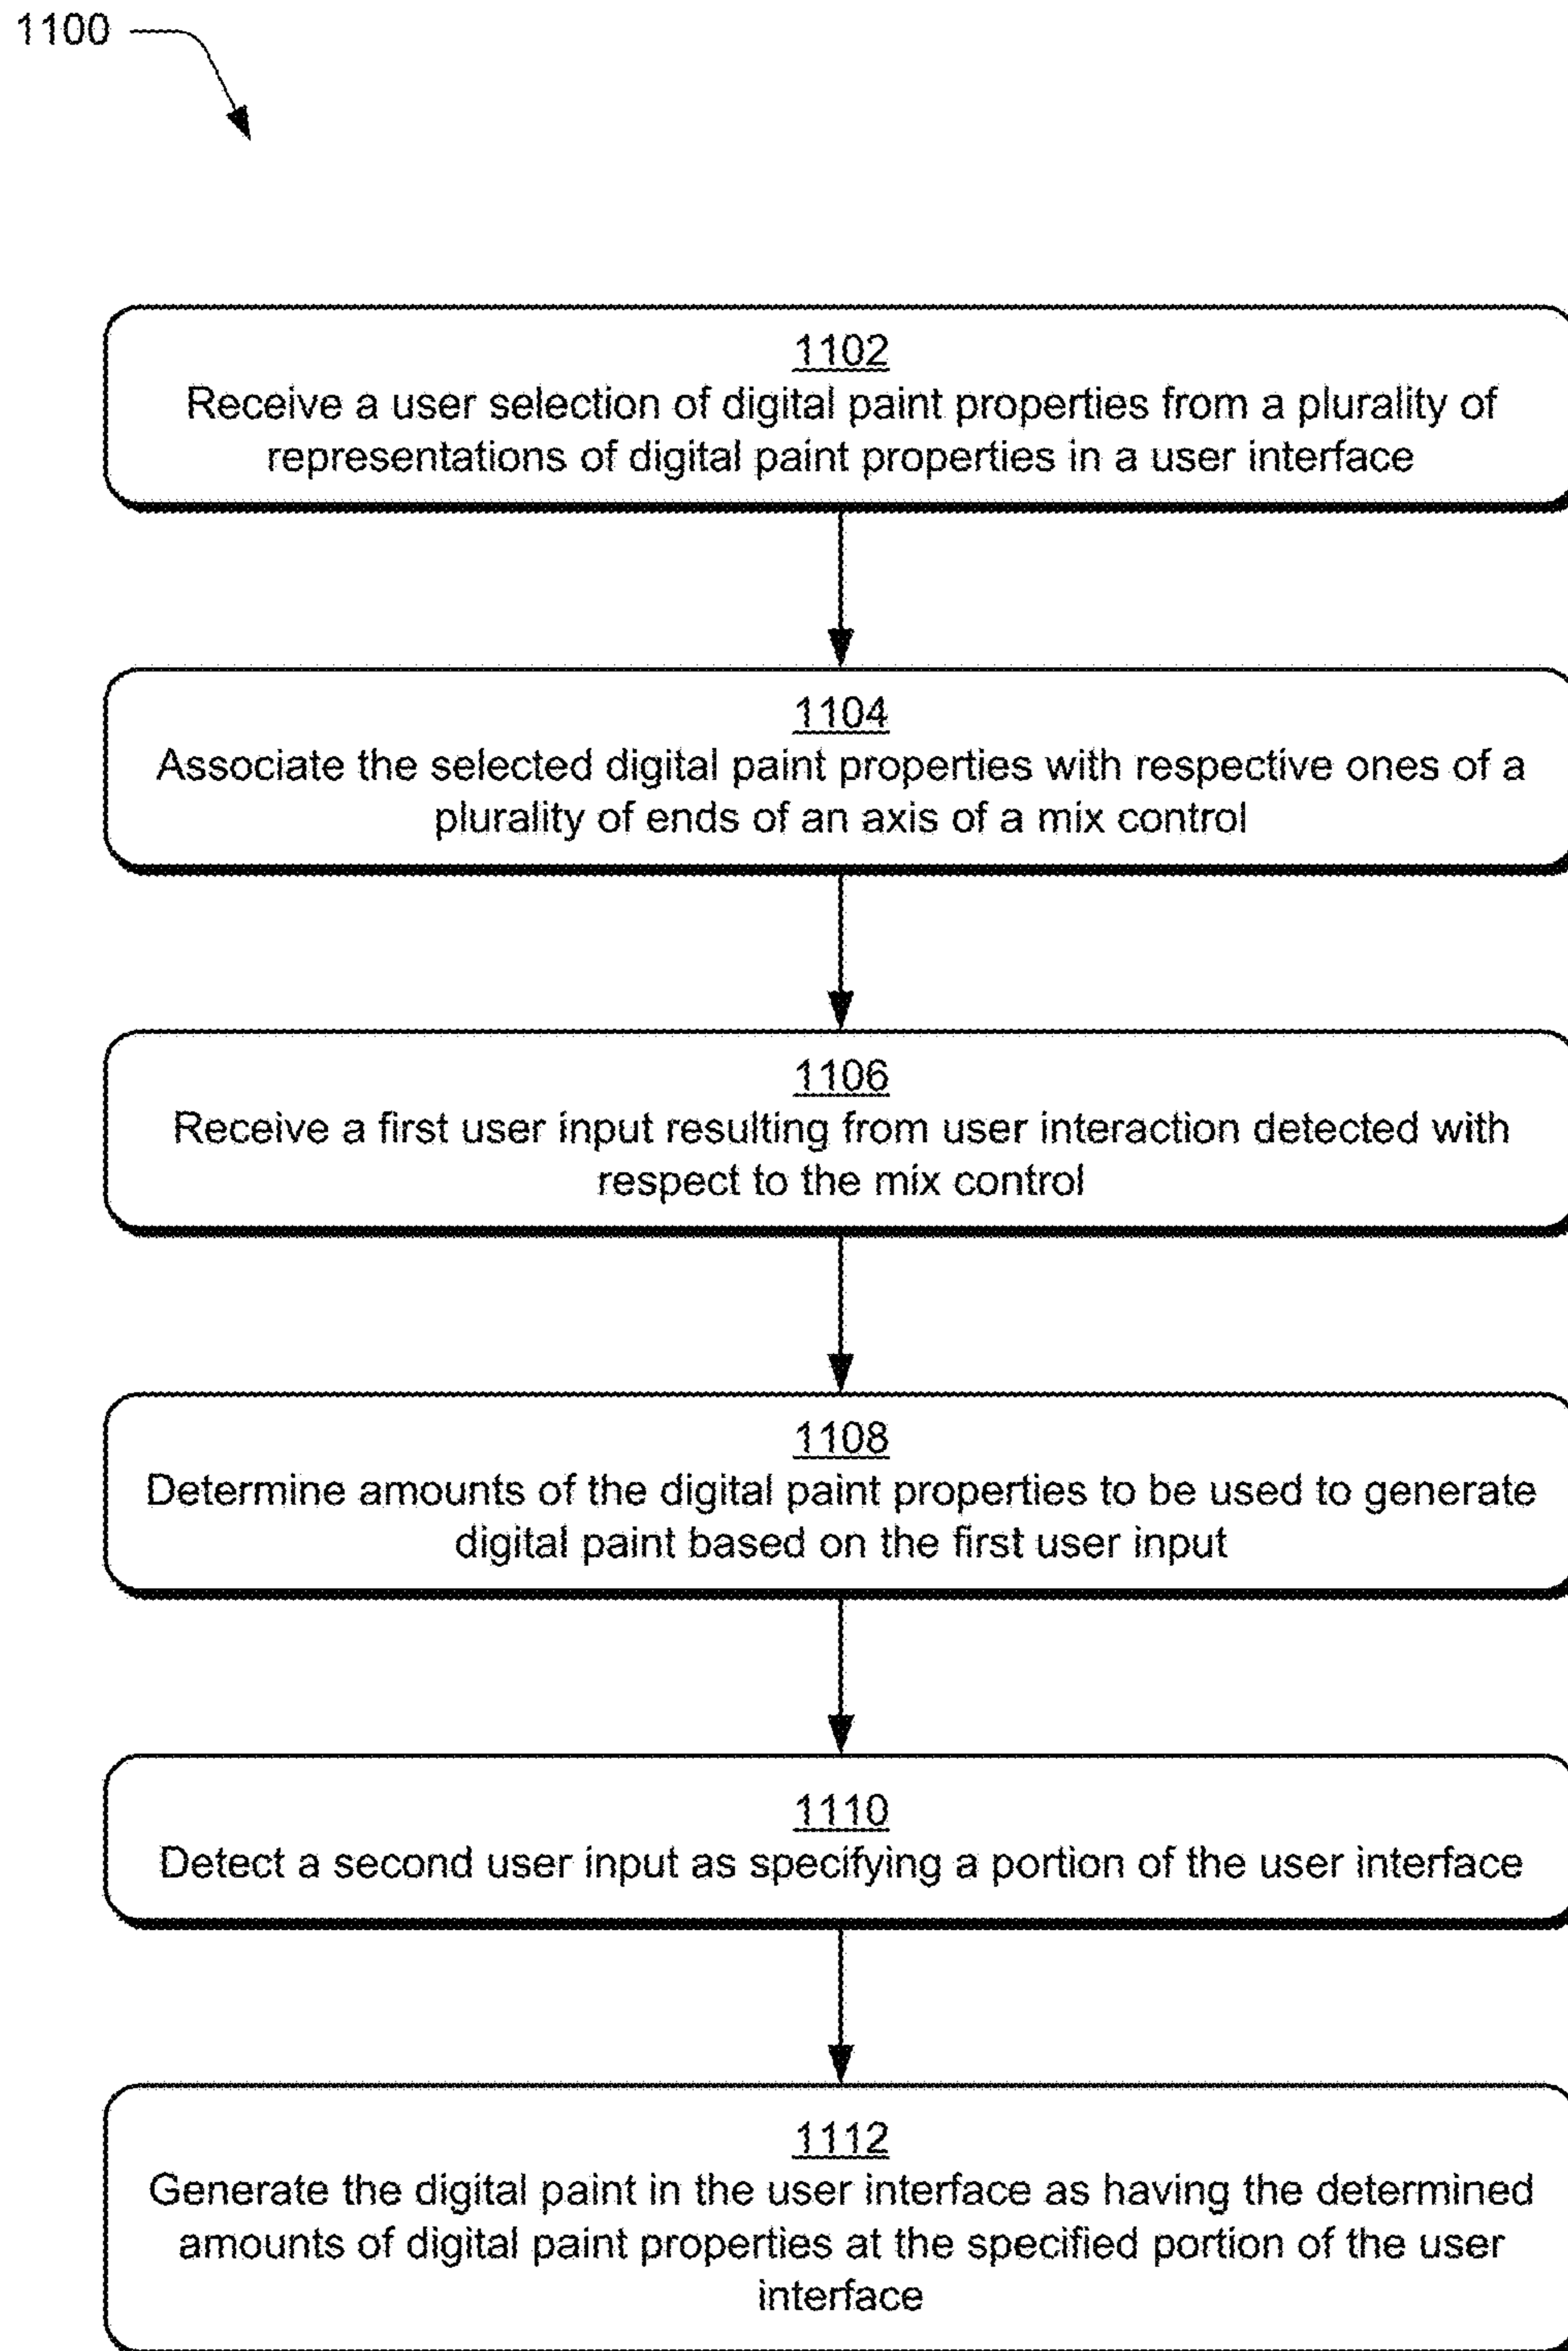 1100
1102
Receive a user selection of digital paint properties from a plurality of
representations of digital paint properties in a user interface
1104
Associate the selected digital paint properties with respective ones of a
plurality of ends of an axis of a mix control
1106
Receive a first user input resulting from user interaction detected with
respect to the mix control
1108
Determine amounts of the digital paint properties to be used to generate
digital paint based on the first user input
1110
Detect a second user input as specifying a portion of the user interface
1112
Generate the digital paint in the user interface as having the determined
amounts of digital paint properties at the specified portion of the user
interface